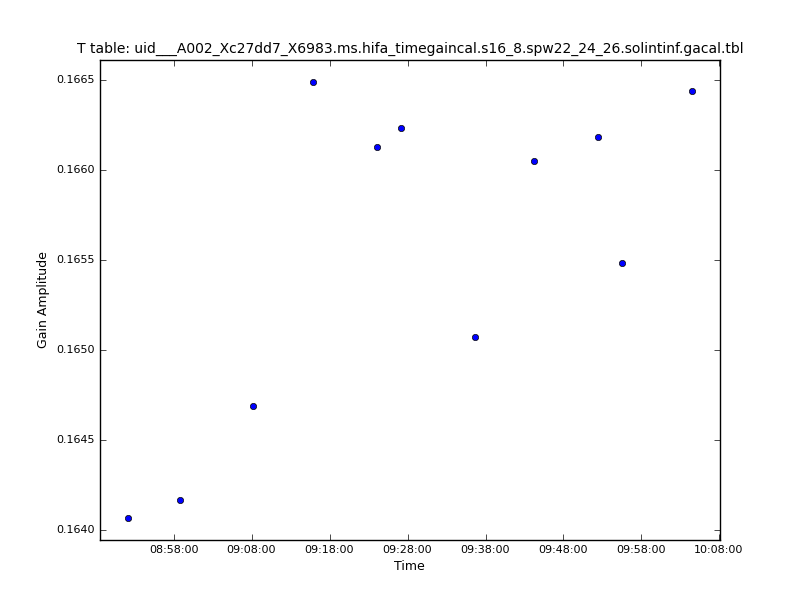 T table: uid___A002_Xc27dd7_X6983.ms.hifa_timegaincal.s16_8.spw22_24_26.solintinf.gacal.tbl
0.1665
0.1660
0.1655
0.1650
0.1645
0.1640
Gain Amplitude
08:58:00 09:08:00 09:18:00 09:28:00 09:38:00 09:48:00 09:58:00 10:08:00
Time